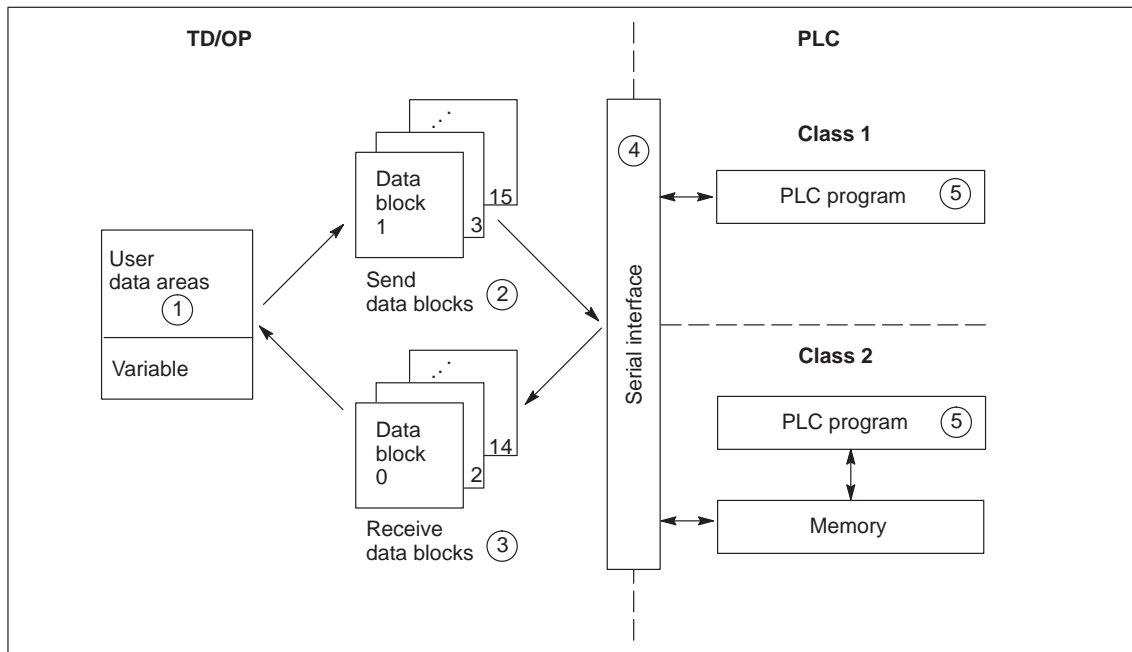 TD/OP
PLC
⋰
Data
block
1
3
15
Send
data blocks
2
User
data areas
1
Variable
⋰
Data
block
0
2
14
Receive
data blocks
3
4
Serial interface
Class 1
PLC program 5
Class 2
PLC program 5
Memory